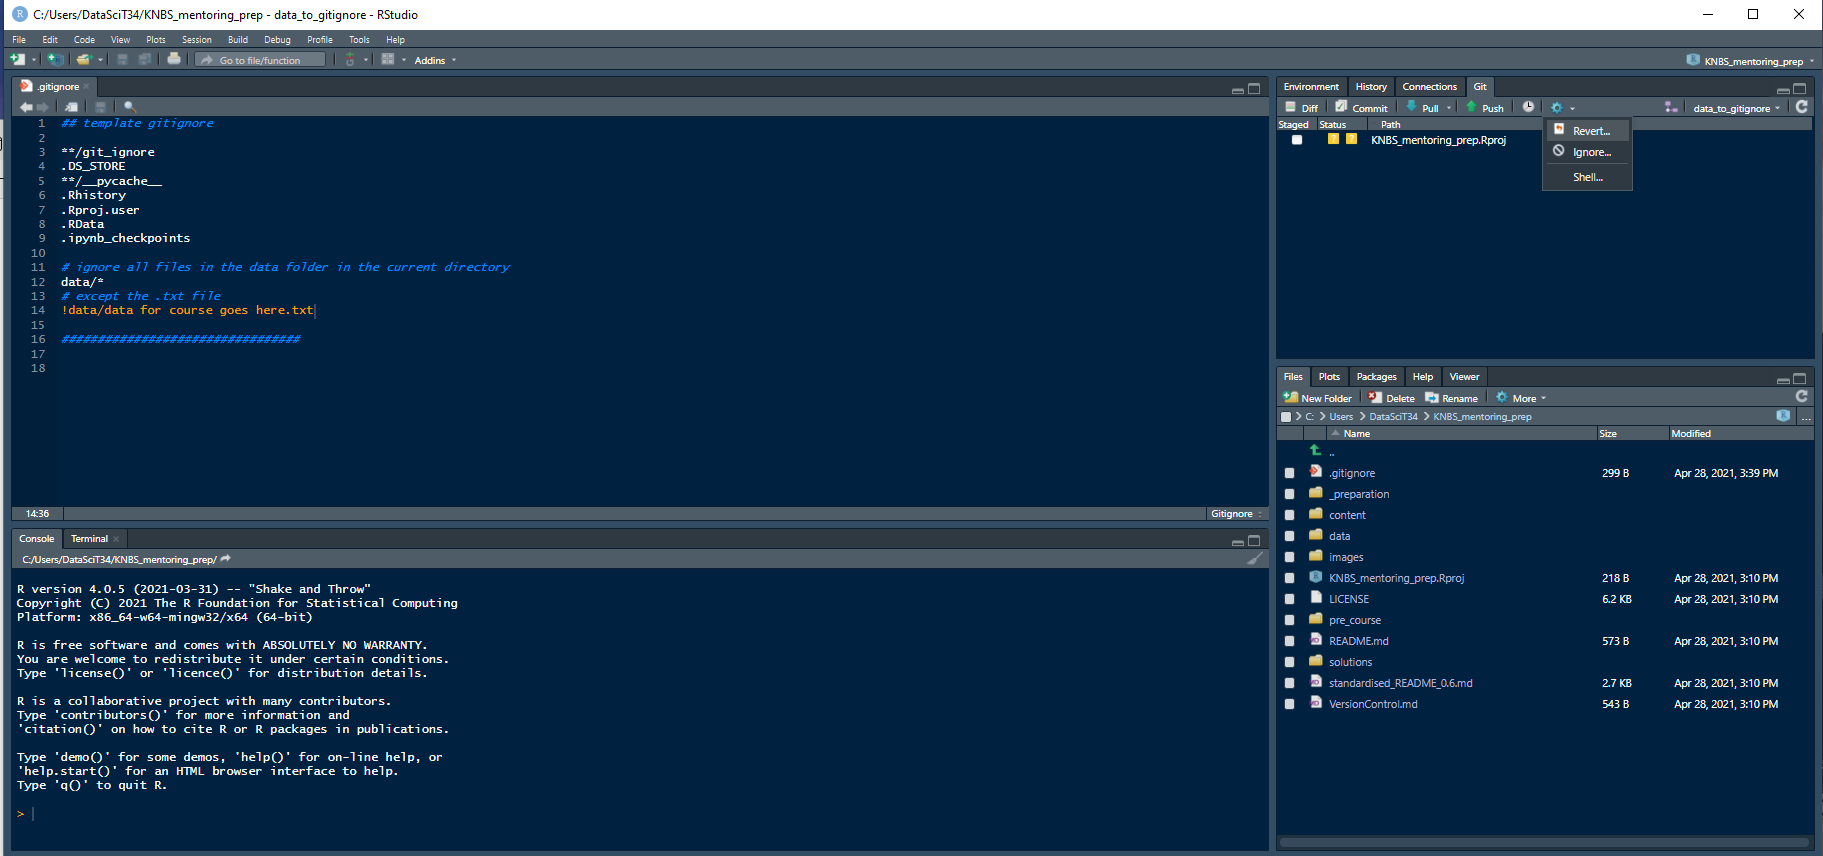 C:/Users/DataSciT34/KNBS_mentoring_prep - data_to_gitignore - RStudio
File Edit Code View Plots Session Build Debug Profile Tools Help
Go to file/function Addins KNBS_mentoring_prep
.gitignore
1 ## template gitignore
2
3 **/git_ignore
4 .DS_STORE
5 **/__pycache__
6 .Rhistory
7 .Rproj.user
8 .RData
9 .ipynb_checkpoints
10
11 # ignore all files in the data folder in the current directory
12 data/*
13 # except the .txt file
14 !data/data for course goes here.txt
15
16 #################################
17
18
14:36 Gitignore
Console Terminal
C:/Users/DataSciT34/KNBS_mentoring_prep/
R version 4.0.5 (2021-03-31) -- "Shake and Throw"
Copyright (C) 2021 The R Foundation for Statistical Computing
Platform: x86_64-w64-mingw32/x64 (64-bit)
R is free software and comes with ABSOLUTELY NO WARRANTY.
You are welcome to redistribute it under certain conditions.
Type 'license()' or 'licence()' for distribution details.
R is a collaborative project with many contributors.
Type 'contributors()' for more information and
'citation()' on how to cite R or R packages in publications.
Type 'demo()' for some demos, 'help()' for on-line help, or
'help.start()' for an HTML browser interface to help.
Type 'q()' to quit R.
>
Environment History Connections Git
Diff Commit Pull Push data_to_gitignore
Staged Status Path
? ? KNBS_mentoring_prep.Rproj
Revert...
Ignore...
Shell...
Files Plots Packages Help Viewer
New Folder Delete Rename More
C: > Users > DataSciT34 > KNBS_mentoring_prep ...
Name Size Modified
..
.gitignore 299 B Apr 28, 2021, 3:39 PM
_preparation
content
data
images
KNBS_mentoring_prep.Rproj 218 B Apr 28, 2021, 3:10 PM
LICENSE 6.2 KB Apr 28, 2021, 3:10 PM
pre_course
README.md 573 B Apr 28, 2021, 3:10 PM
solutions
standardised_README_0.6.md 2.7 KB Apr 28, 2021, 3:10 PM
VersionControl.md 543 B Apr 28, 2021, 3:10 PM